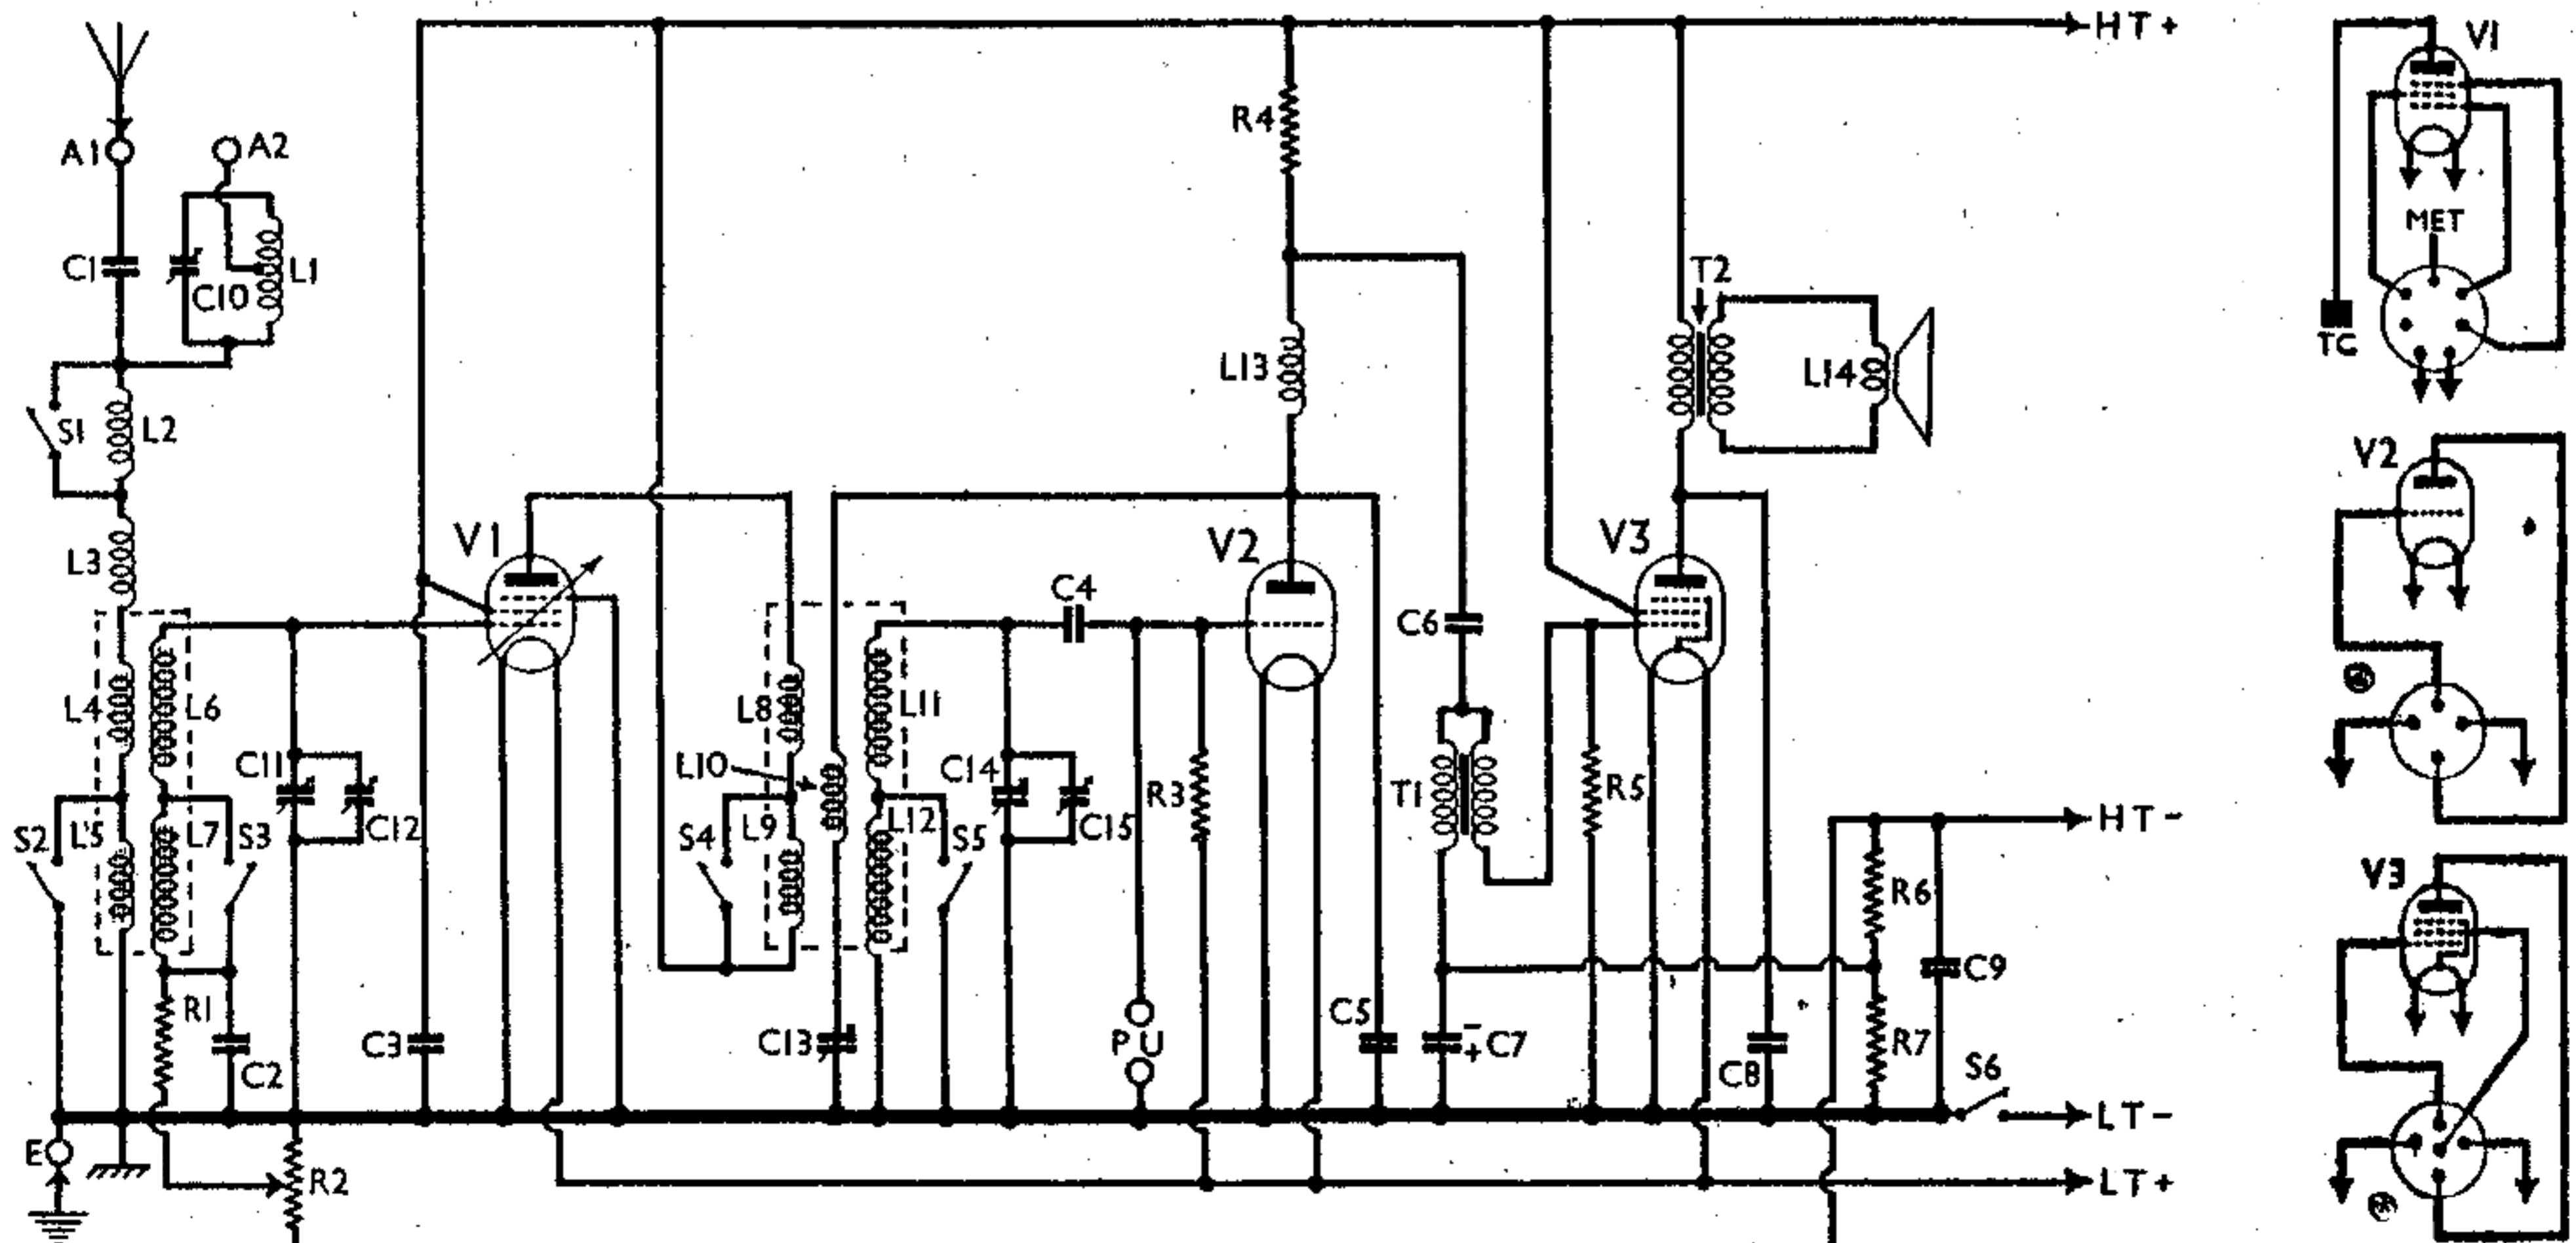 HT+
V1
A1
A2
R4
C1
C10
L1
MET
T2
TC
L13
L14
S1
L2
V2
V1
V2
V3
L3
C4
C6
L4
L6
L8
L11
L10
C11
C14
R3
T1
R5
HT-
S2
L5
L7
S3
C12
S4
L9
L12
S5
C15
R6
V3
C9
R1
C5
C3
C13
PU
- + C7
R7
C2
C8
S6
LT-
E
R2
LT+